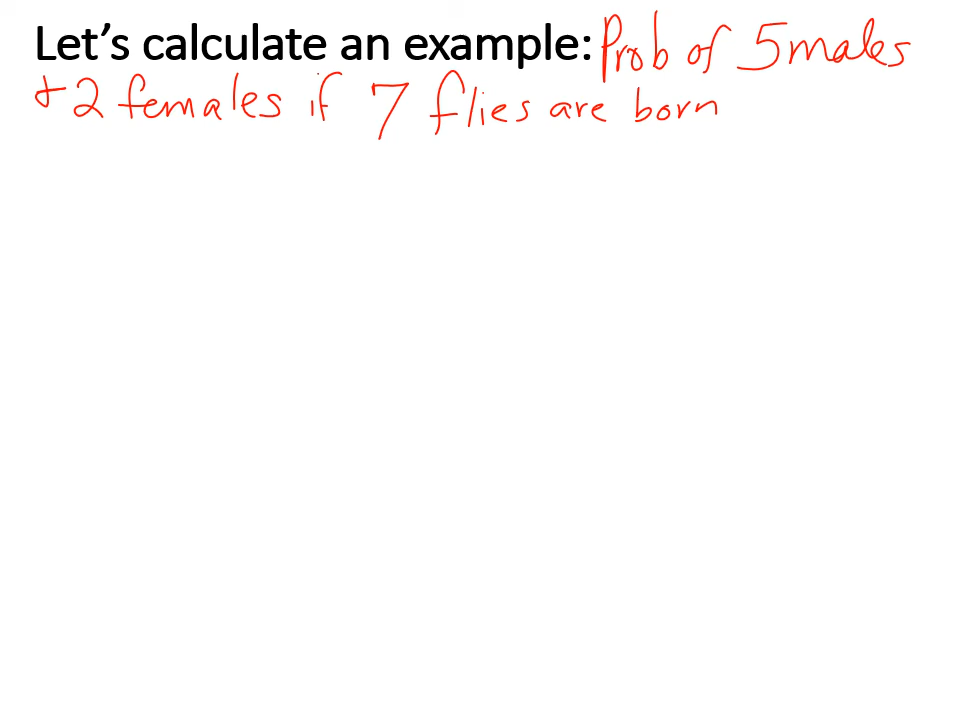 Let's calculate an example: Prob of 5 males
+ 2 females if 7 flies are born